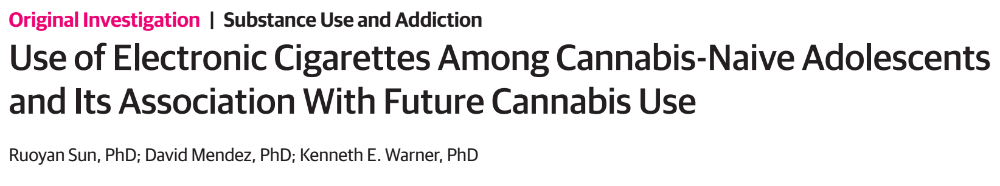 Original Investigation | Substance Use and Addiction
Use of Electronic Cigarettes Among Cannabis-Naive Adolescents
and Its Association With Future Cannabis Use
Ruoyan Sun, PhD; David Mendez, PhD; Kenneth E. Warner, PhD